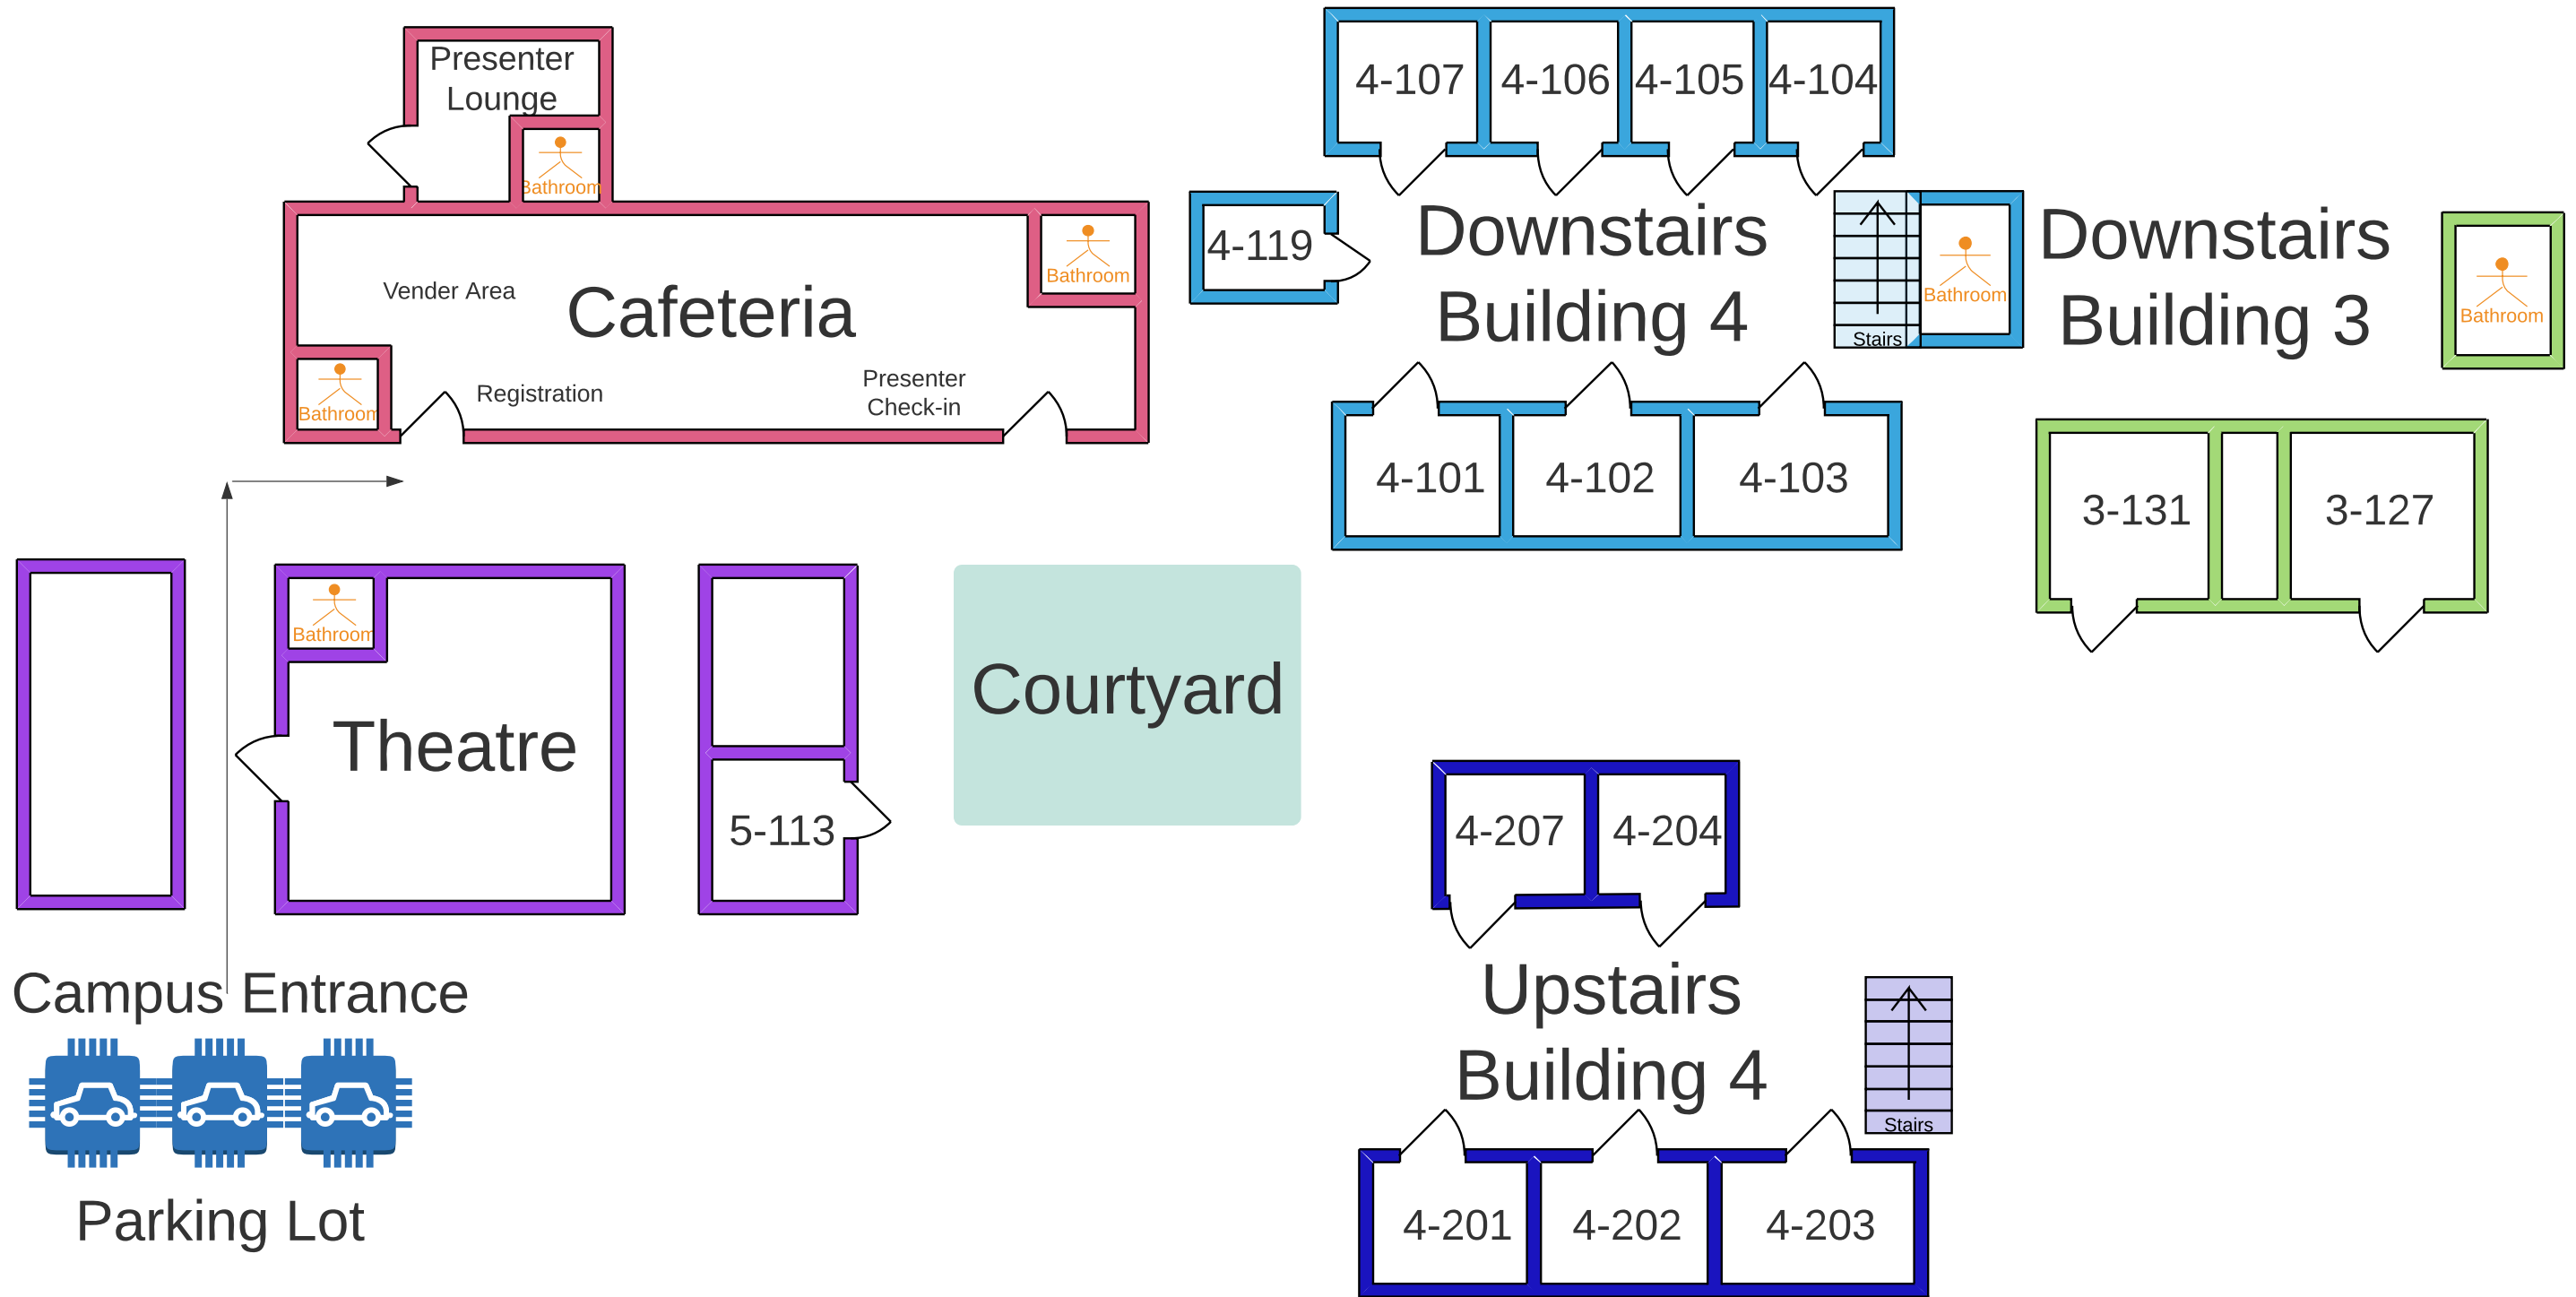 Presenter
Lounge
Bathroom
Vender Area
Cafeteria
Bathroom
Bathroom
Registration
Presenter
Check-in
4-107
4-106
4-105
4-104
4-119
Downstairs
Building 4
Stairs
Bathroom
4-101
4-102
4-103
Downstairs
Building 3
Bathroom
3-131
3-127
Bathroom
Theatre
5-113
Courtyard
4-207
4-204
Upstairs
Building 4
Stairs
4-201
4-202
4-203
Campus Entrance
Parking Lot